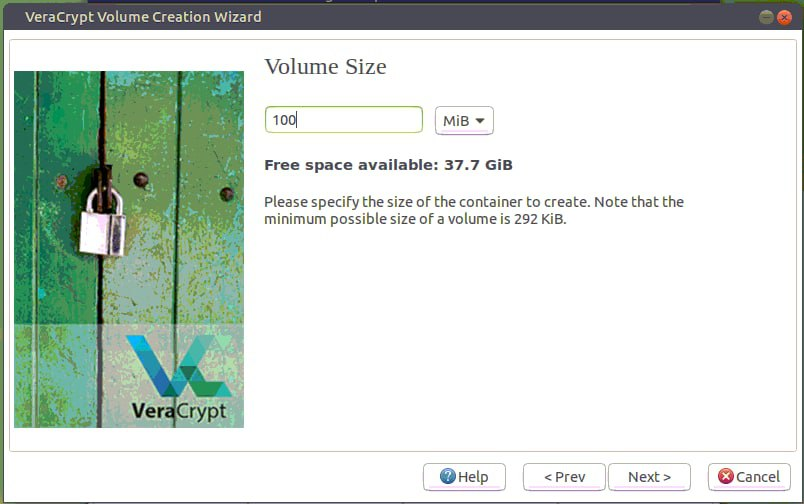 VeraCrypt Volume Creation Wizard
Volume Size
100
MiB
Free space available: 37.7 GiB
Please specify the size of the container to create. Note that the
minimum possible size of a volume is 292 KiB.
VeraCrypt
Help
< Prev
Next >
Cancel